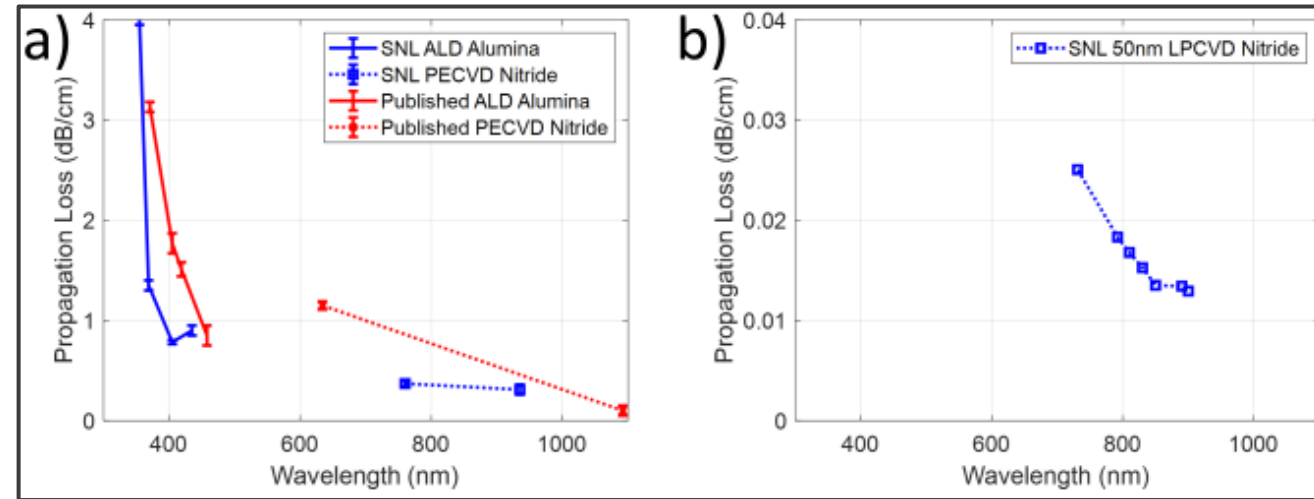 a)
4
3
2
1
0
Propagation Loss (dB/cm)
SNL ALD Alumina
SNL PECVD Nitride
Published ALD Alumina
Published PECVD Nitride
400
600
800
1000
Wavelength (nm)
b)
0.04
0.03
0.02
0.01
0
Propagation Loss (dB/cm)
SNL 50nm LPCVD Nitride
400
600
800
1000
Wavelength (nm)